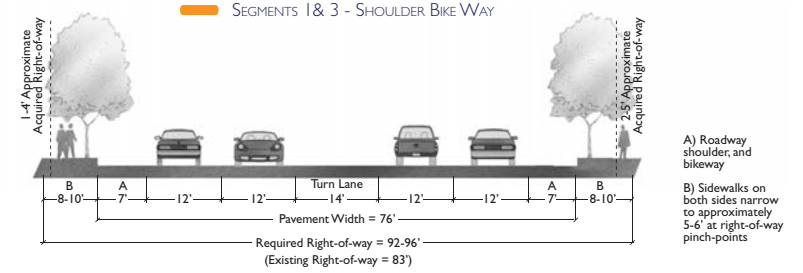 SEGMENTS 1& 3 - SHOULDER BIKE WAY
1-4' Approximate
Acquired Right-of-way
2-5' Approximate
Acquired Right-of-way
B
8-10'
A
7'
12'
12'
Turn Lane
14'
12'
12'
A
7'
B
8-10'
Pavement Width = 76'
Required Right-of-way = 92-96'
(Existing Right-of-way = 83')
A) Roadway
shoulder, and
bikeway
B) Sidewalks on
both sides narrow
to approximately
5-6' at right-of-way
pinch-points